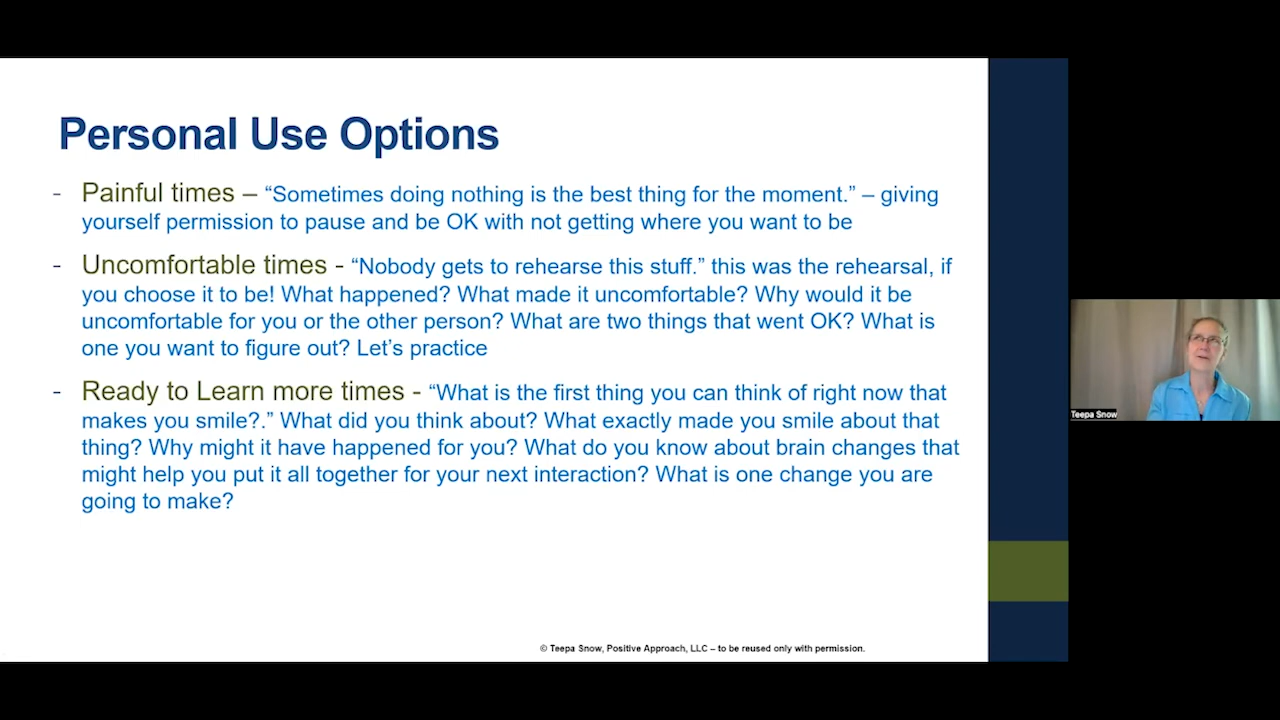 Personal Use Options
- Painful times – “Sometimes doing nothing is the best thing for the moment.” – giving
yourself permission to pause and be OK with not getting where you want to be
- Uncomfortable times - “Nobody gets to rehearse this stuff.” this was the rehearsal, if
you choose it to be! What happened? What made it uncomfortable? Why would it be
uncomfortable for you or the other person? What are two things that went OK? What is
one you want to figure out? Let’s practice
- Ready to Learn more times - “What is the first thing you can think of right now that
makes you smile?.” What did you think about? What exactly made you smile about that
thing? Why might it have happened for you? What do you know about brain changes that
might help you put it all together for your next interaction? What is one change you are
going to make?
Teepa Snow
© Teepa Snow, Positive Approach, LLC – to be reused only with permission.